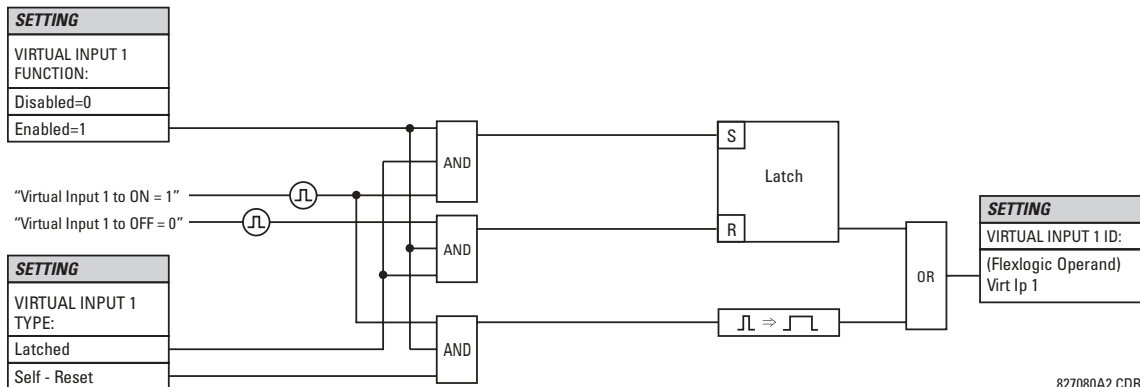 SETTING
VIRTUAL INPUT 1
FUNCTION:
Disabled=0
Enabled=1
“Virtual Input 1 to ON = 1”
“Virtual Input 1 to OFF = 0”
SETTING
VIRTUAL INPUT 1
TYPE:
Latched
Self - Reset
AND
AND
AND
S
Latch
R
OR
SETTING
VIRTUAL INPUT 1 ID:
(Flexlogic Operand)
Virt Ip 1
827080A2.CDR